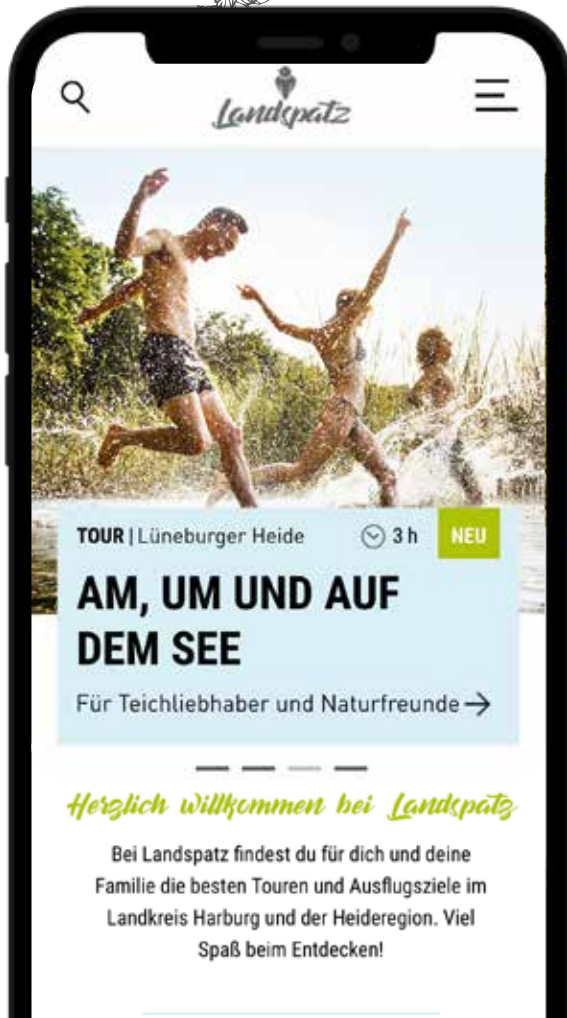 Landspatz
TOUR | Lüneburger Heide 3 h NEU
AM, UM UND AUF
DEM SEE
Für Teichliebhaber und Naturfreunde
Herzlich willkommen bei Landspatz
Bei Landspatz findest du für dich und deine
Familie die besten Touren und Ausflugsziele im
Landkreis Harburg und der Heideregion. Viel
Spaß beim Entdecken!